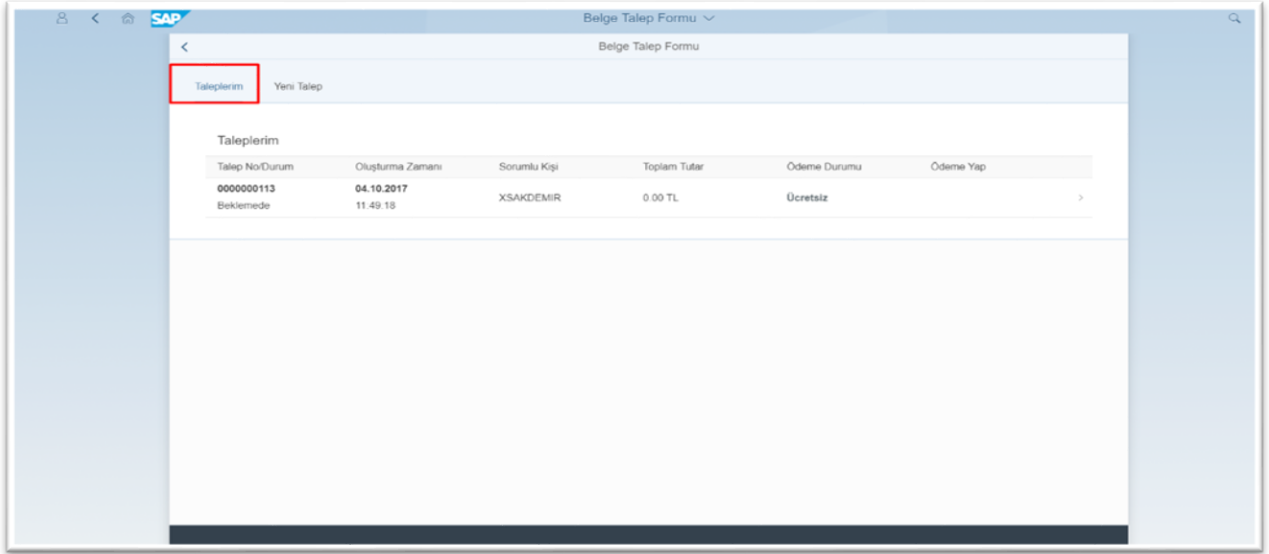 SAP Belge Talep Formu
Belge Talep Formu
Taleplerim Yeni Talep
Taleplerim
Talep No/Durum Oluşturma Zamanı Sorumlu Kişi Toplam Tutar Ödeme Durumu Ödeme Yap
0000000113 04.10.2017 XSAKDEMIR 0.00 TL Ücretsiz
Beklemede 11:49:18